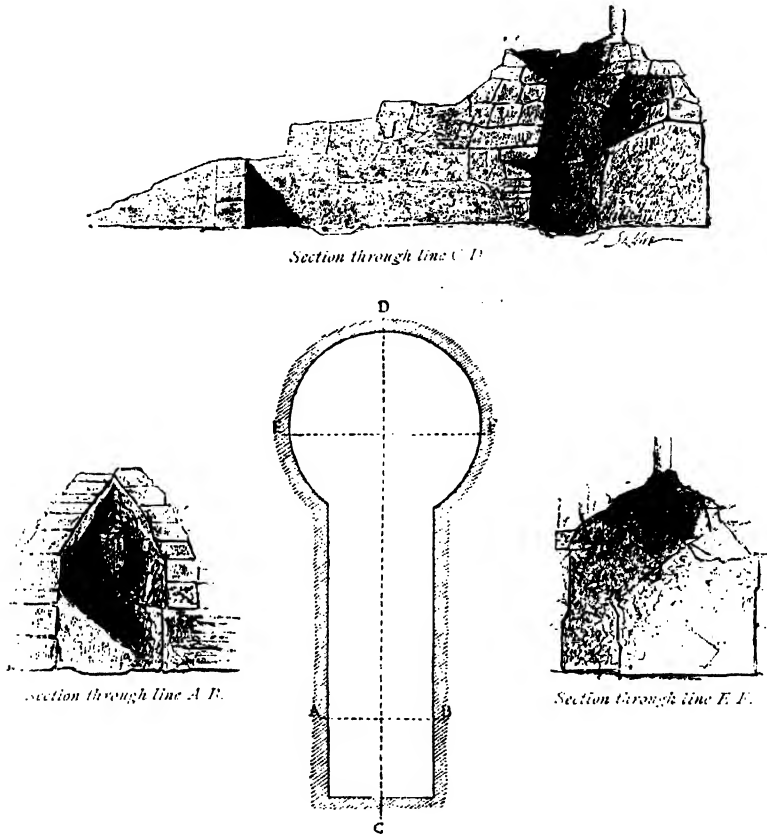 Section through line C D
D
E F
Section through line A B.
Section through line E F.
A B
C